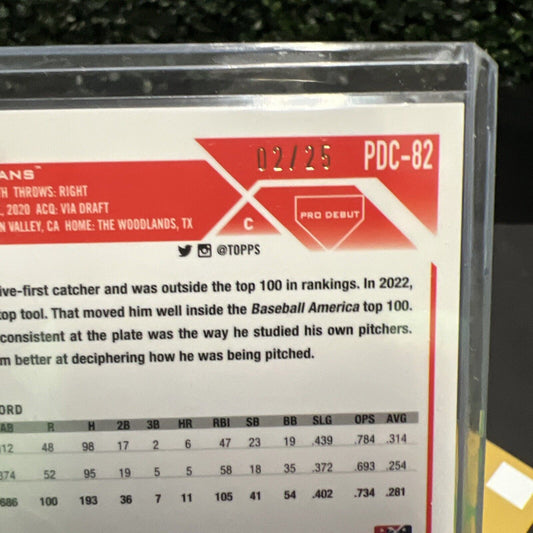 02/25 PDC-82
ANS™
TH THROWS: RIGHT
, 2020 ACQ: VIA DRAFT
N VALLEY, CA HOME: THE WOODLANDS, TX
C
PRO DEBUT
@TOPPS
ive-first catcher and was outside the top 100 in rankings. In 2022,
top tool. That moved him well inside the Baseball America top 100.
consistent at the plate was the way he studied his own pitchers.
m better at deciphering how he was being pitched.
ORD
AB R H 2B 3B HR RBI SB BB SLG OPS AVG
312 48 98 17 2 6 47 23 19 .439 .784 .314
374 52 95 19 5 5 58 18 35 .372 .693 .254
686 100 193 36 7 11 105 41 54 .402 .734 .281